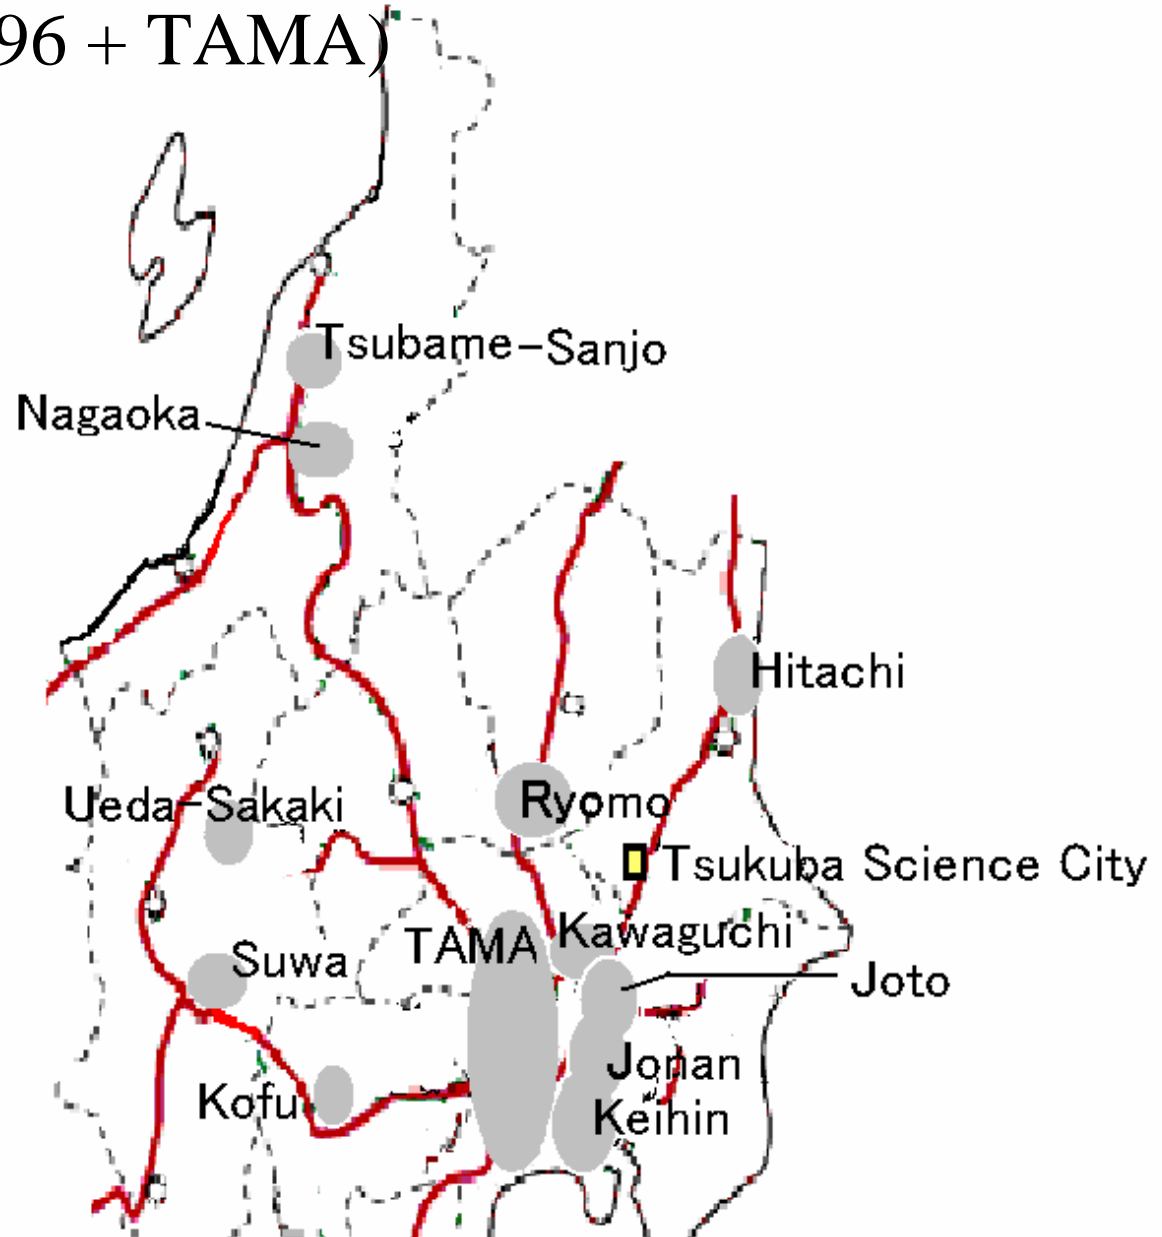 96 + TAMA)
Tsubame-Sanjo
Nagaoka
Hitachi
Ueda-Sakaki
Ryomo
Tsukuba Science City
TAMA
Kawaguchi
Suwa
Joto
Jonan
Kofu
Keihin